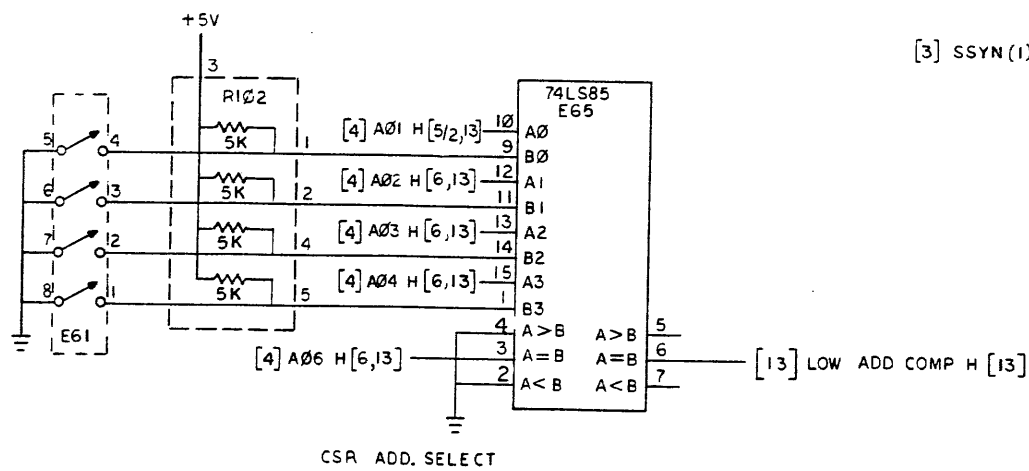 +5V
[3] SSYN(1)
3
R1Ø2
74LS85
E65
5 4
5K
1
[4] AØ1 H [5/2,13]
10 AØ
9 BØ
6 3
5K
2
[4] AØ2 H [6,13]
12 A1
11 B1
7 2
5K
4
[4] AØ3 H [6,13]
13 A2
14 B2
8 1
5K
5
[4] AØ4 H [6,13]
15 A3
1 B3
E61
4 A>B A>B 5
[4] AØ6 H [6,13]
3 A=B A=B 6
[13] LOW ADD COMP H [13]
2 A<B A<B 7
CSR ADD. SELECT